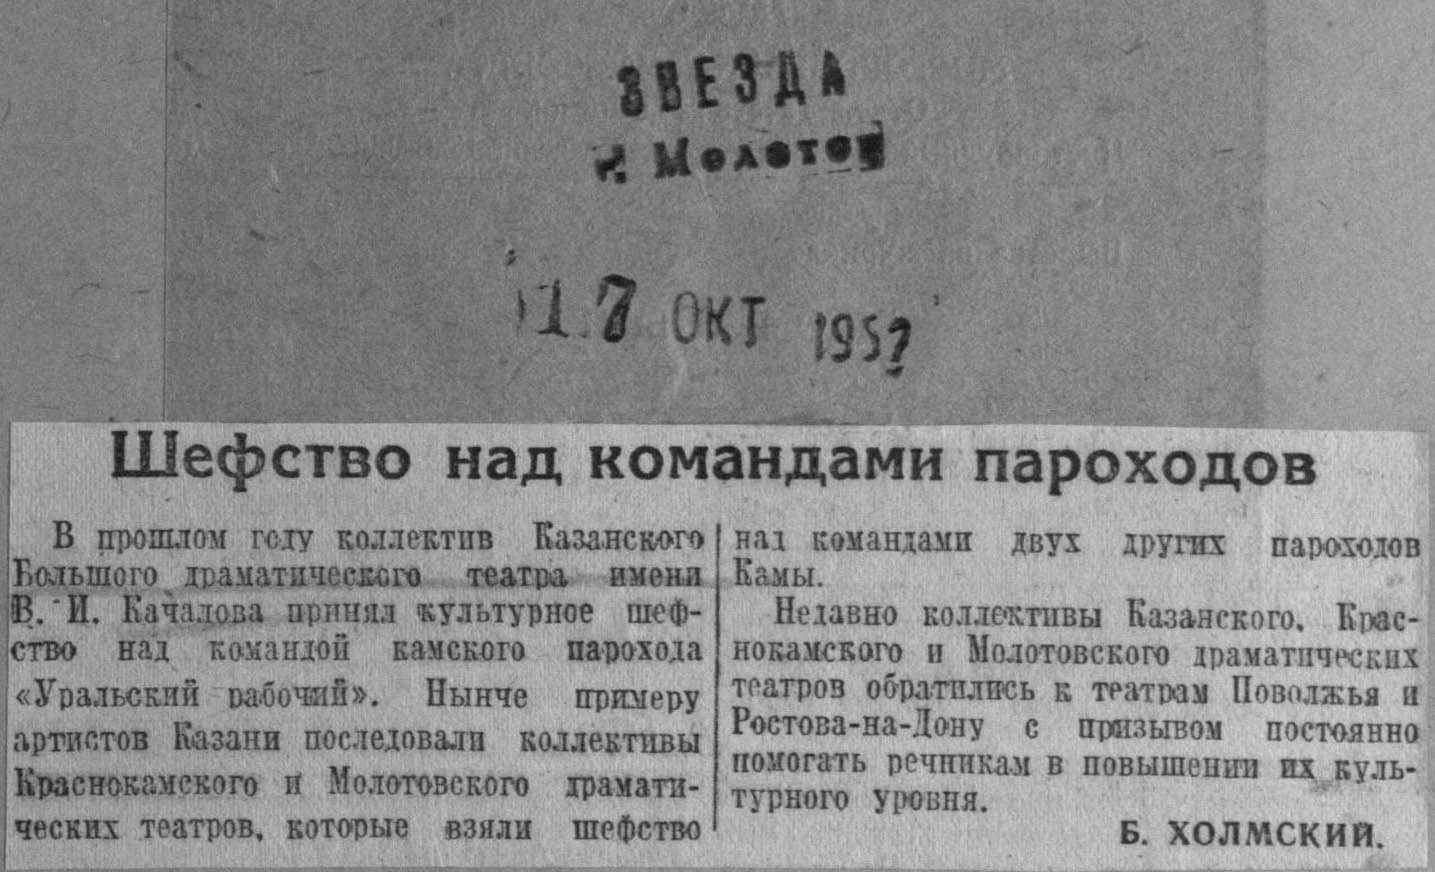 ЗВЕЗДА
г. Молотов
17 ОКТ 195
Шефство над командами пароходов
В прошлом году коллектив Казанского
Большого драматического театра имени
В. И. Качалова принял культурное шеф-
ство над командой камского парохода
«Уральский рабочий». Нынче примеру
артистов Казани последовали коллективы
Краснокамского и Молотовского драмати-
ческих театров, которые взяли шефство
над командами двух других пароходов
Камы.
Недавно коллективы Казанского, Крас-
нокамского и Молотовского драматических
театров обратились к театрам Поволжья и
Ростова-на-Дону с призывом постоянно
помогать речникам в повышении их куль-
турного уровня.
Б. ХОЛМСКИЙ.